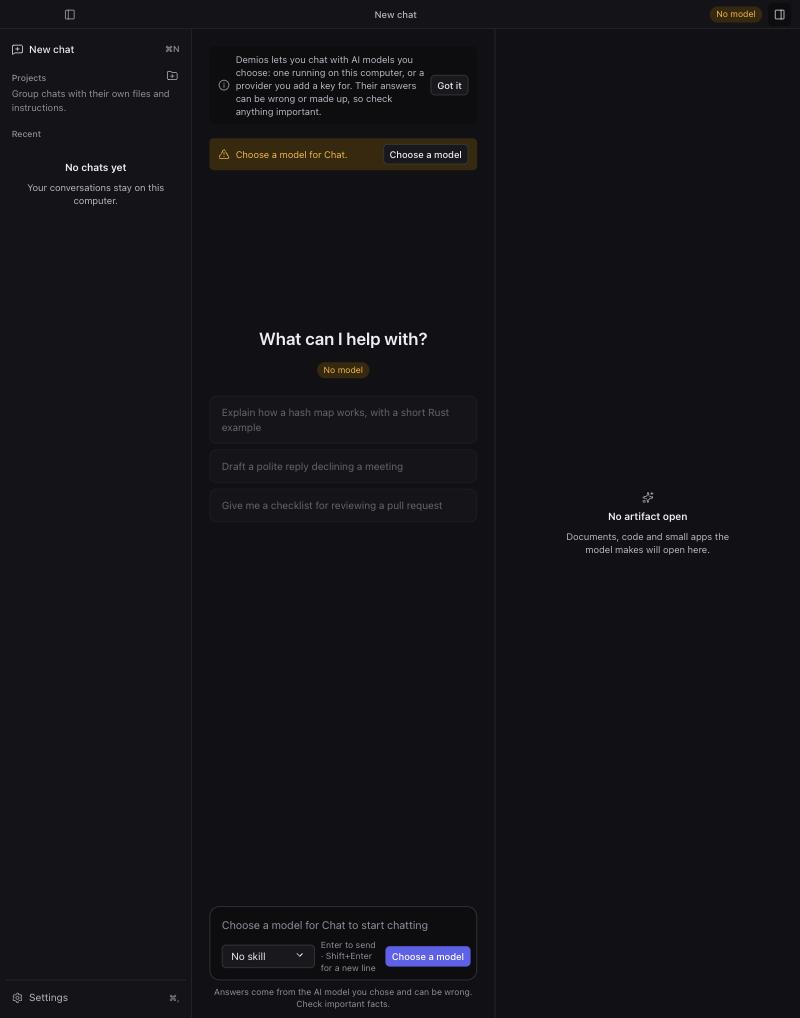 New chat
No model
New chat ⌘N
Projects
Group chats with their own files and
instructions.
Recent
No chats yet
Your conversations stay on this
computer.
Settings ⌘,
Demios lets you chat with AI models you
choose: one running on this computer, or a
provider you add a key for. Their answers
can be wrong or made up, so check
anything important.
Got it
Choose a model for Chat.
Choose a model
What can I help with?
No model
Explain how a hash map works, with a short Rust
example
Draft a polite reply declining a meeting
Give me a checklist for reviewing a pull request
Choose a model for Chat to start chatting
No skill
Enter to send
· Shift+Enter
for a new line
Choose a model
Answers come from the AI model you chose and can be wrong.
Check important facts.
No artifact open
Documents, code and small apps the
model makes will open here.